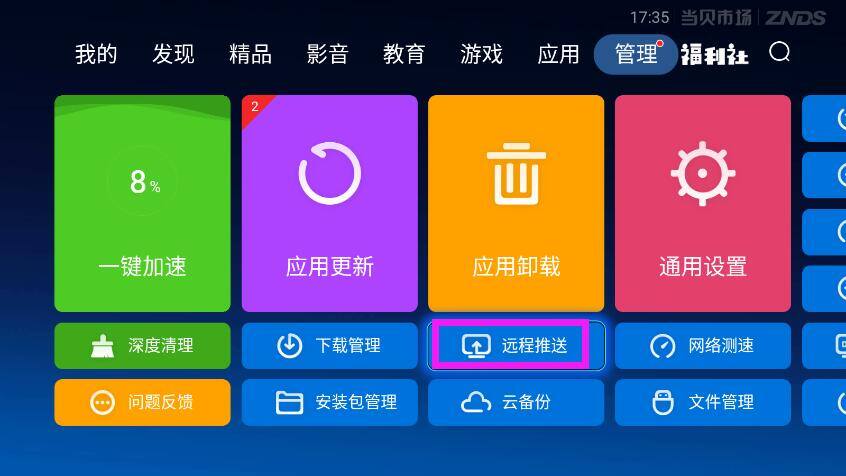 17:35 当贝市场 ZNDS
我的 发现 精品 影音 教育 游戏 应用 管理 福利社
8% 2
一键加速 应用更新 应用卸载 通用设置
深度清理 下载管理 远程推送 网络测速
问题反馈 安装包管理 云备份 文件管理